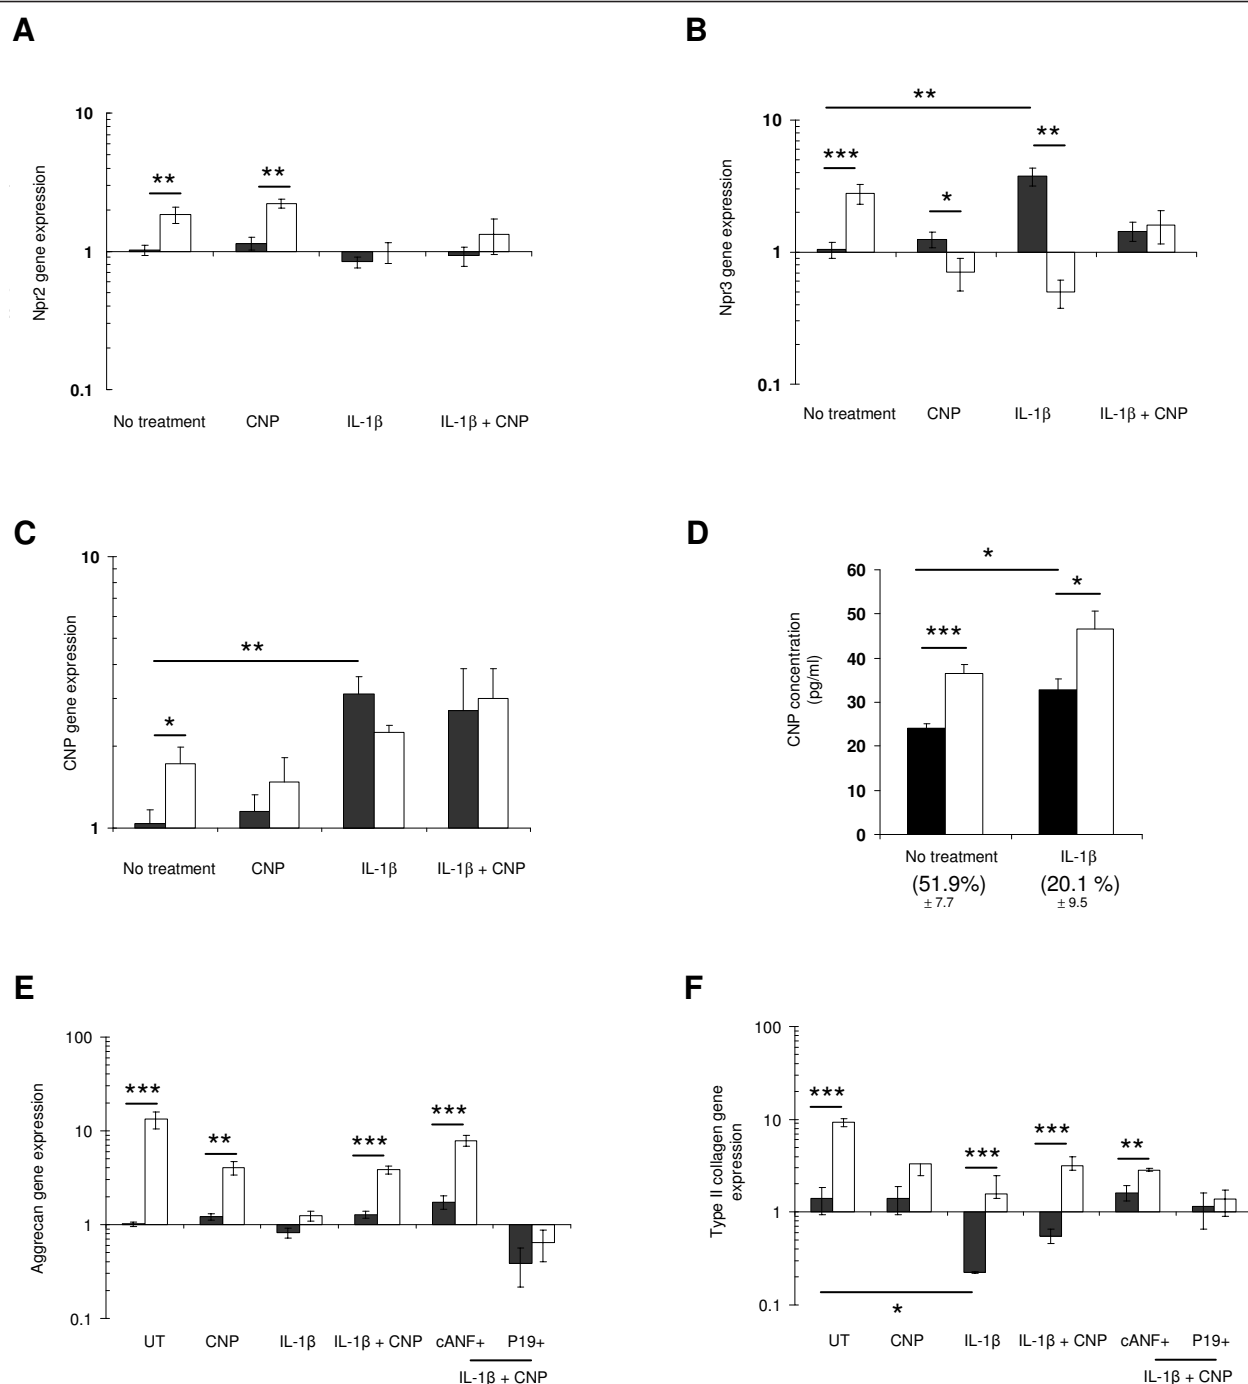 A
10
**
**
Npr2 gene expression
1
0.1
No treatment CNP IL-1β IL-1β + CNP
B
**
10
**
***
*
Npr3 gene expression
1
0.1
No treatment CNP IL-1β IL-1β + CNP
C
10
**
*
CNP gene expression
1
No treatment CNP IL-1β IL-1β + CNP
D
*
60
*
50
***
40
CNP concentration
(pg/ml)
30
20
10
0
No treatment IL-1β
(51.9%) (20.1 %)
± 7.7 ± 9.5
E
100
***
***
**
***
10
Aggrecan gene expression
1
0.1
UT CNP IL-1β IL-1β + CNP cANF+ P19+
IL-1β + CNP
F
100
***
10
***
**
***
Type II collagen gene
expression
1
0.1
*
UT CNP IL-1β IL-1β + CNP cANF+ P19+
IL-1β + CNP